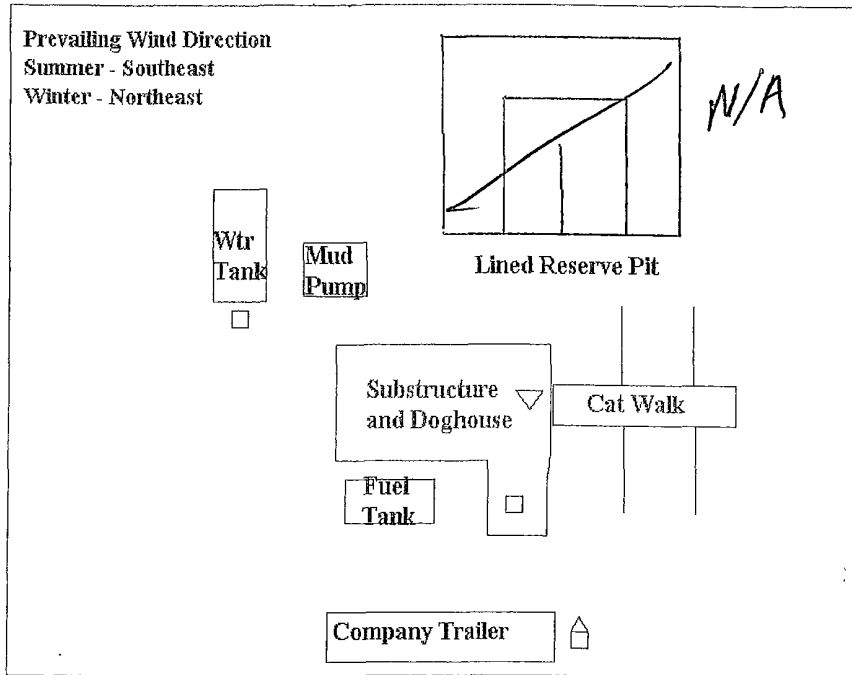 Prevailing Wind Direction
Summer - Southeast
Winter - Northeast
N/A
Wtr
Tank
Mud
Pump
Lined Reserve Pit
Substructure
and Doghouse
Cat Walk
Fuel
Tank
Company Trailer